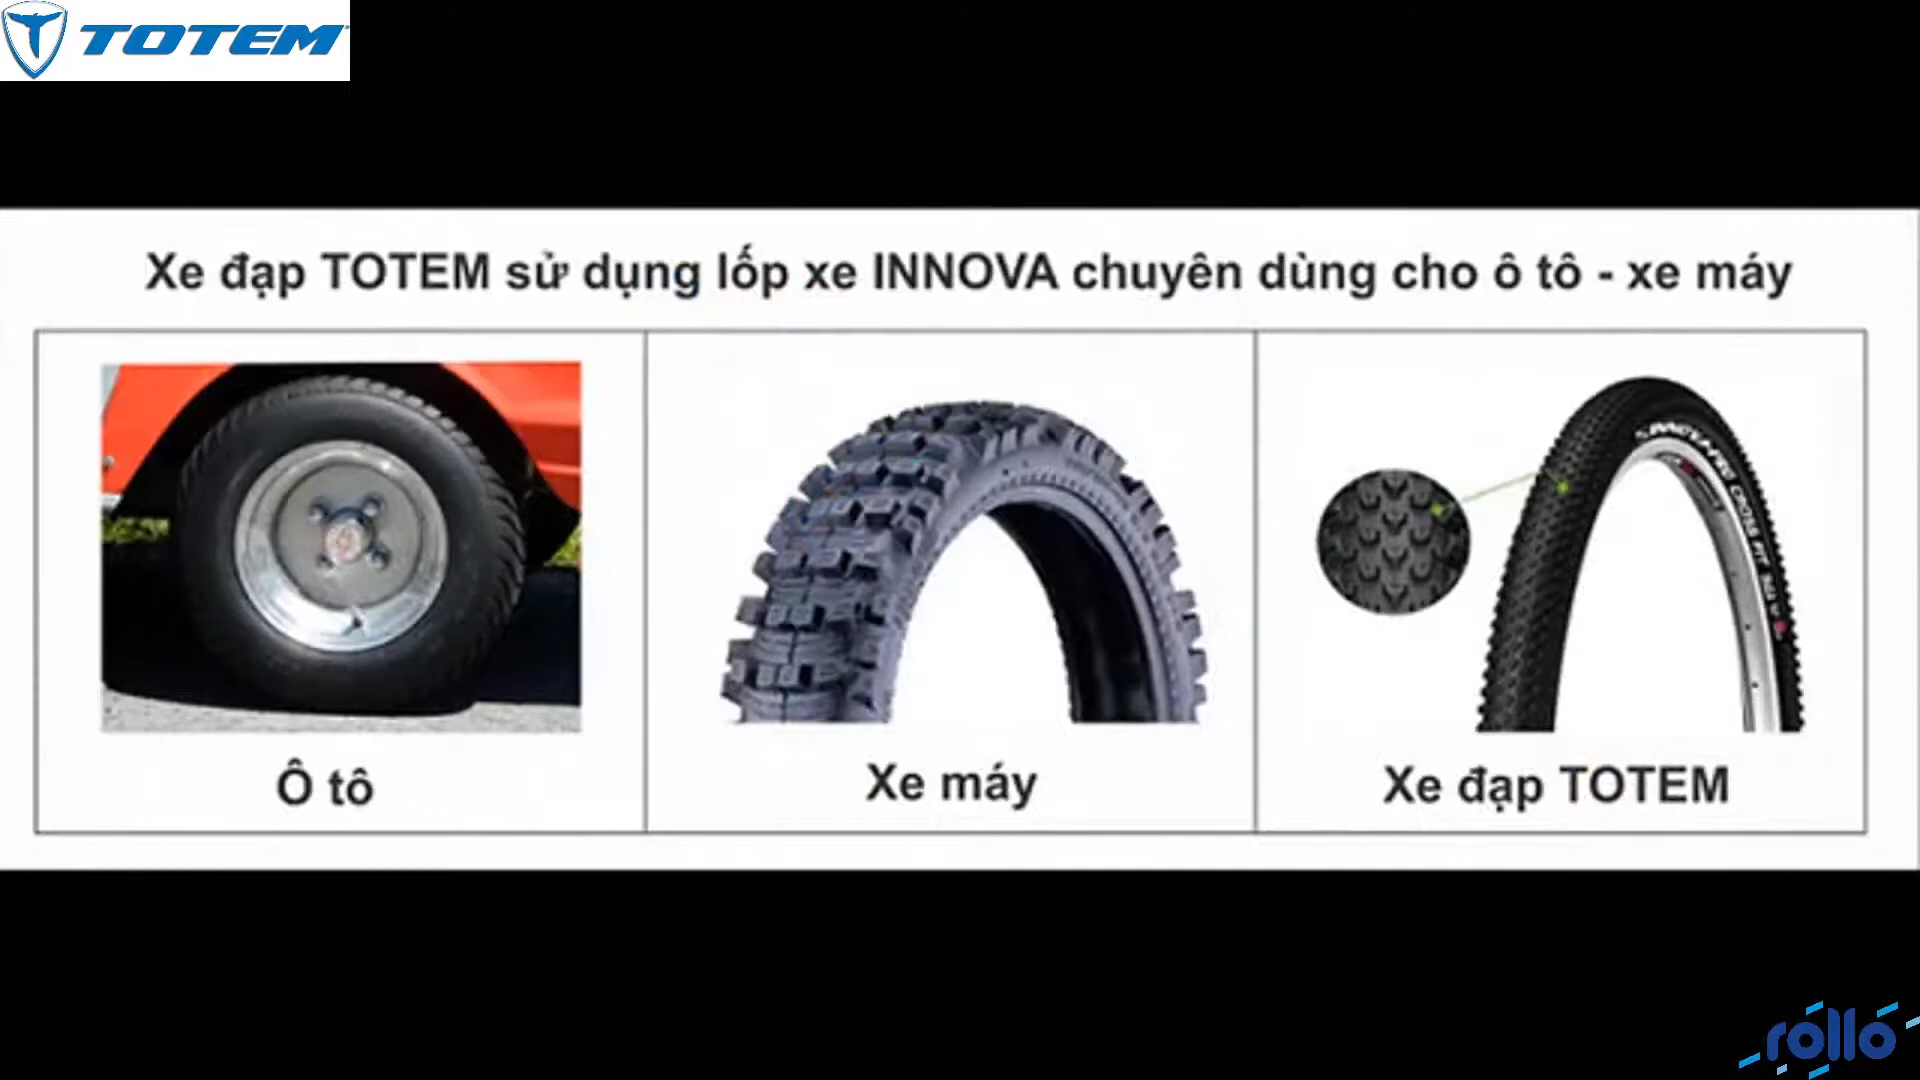 TOTEM
Xe đạp TOTEM sử dụng lốp xe INNOVA chuyên dùng cho ô tô - xe máy
Ô tô
Xe máy
Xe đạp TOTEM
rollo